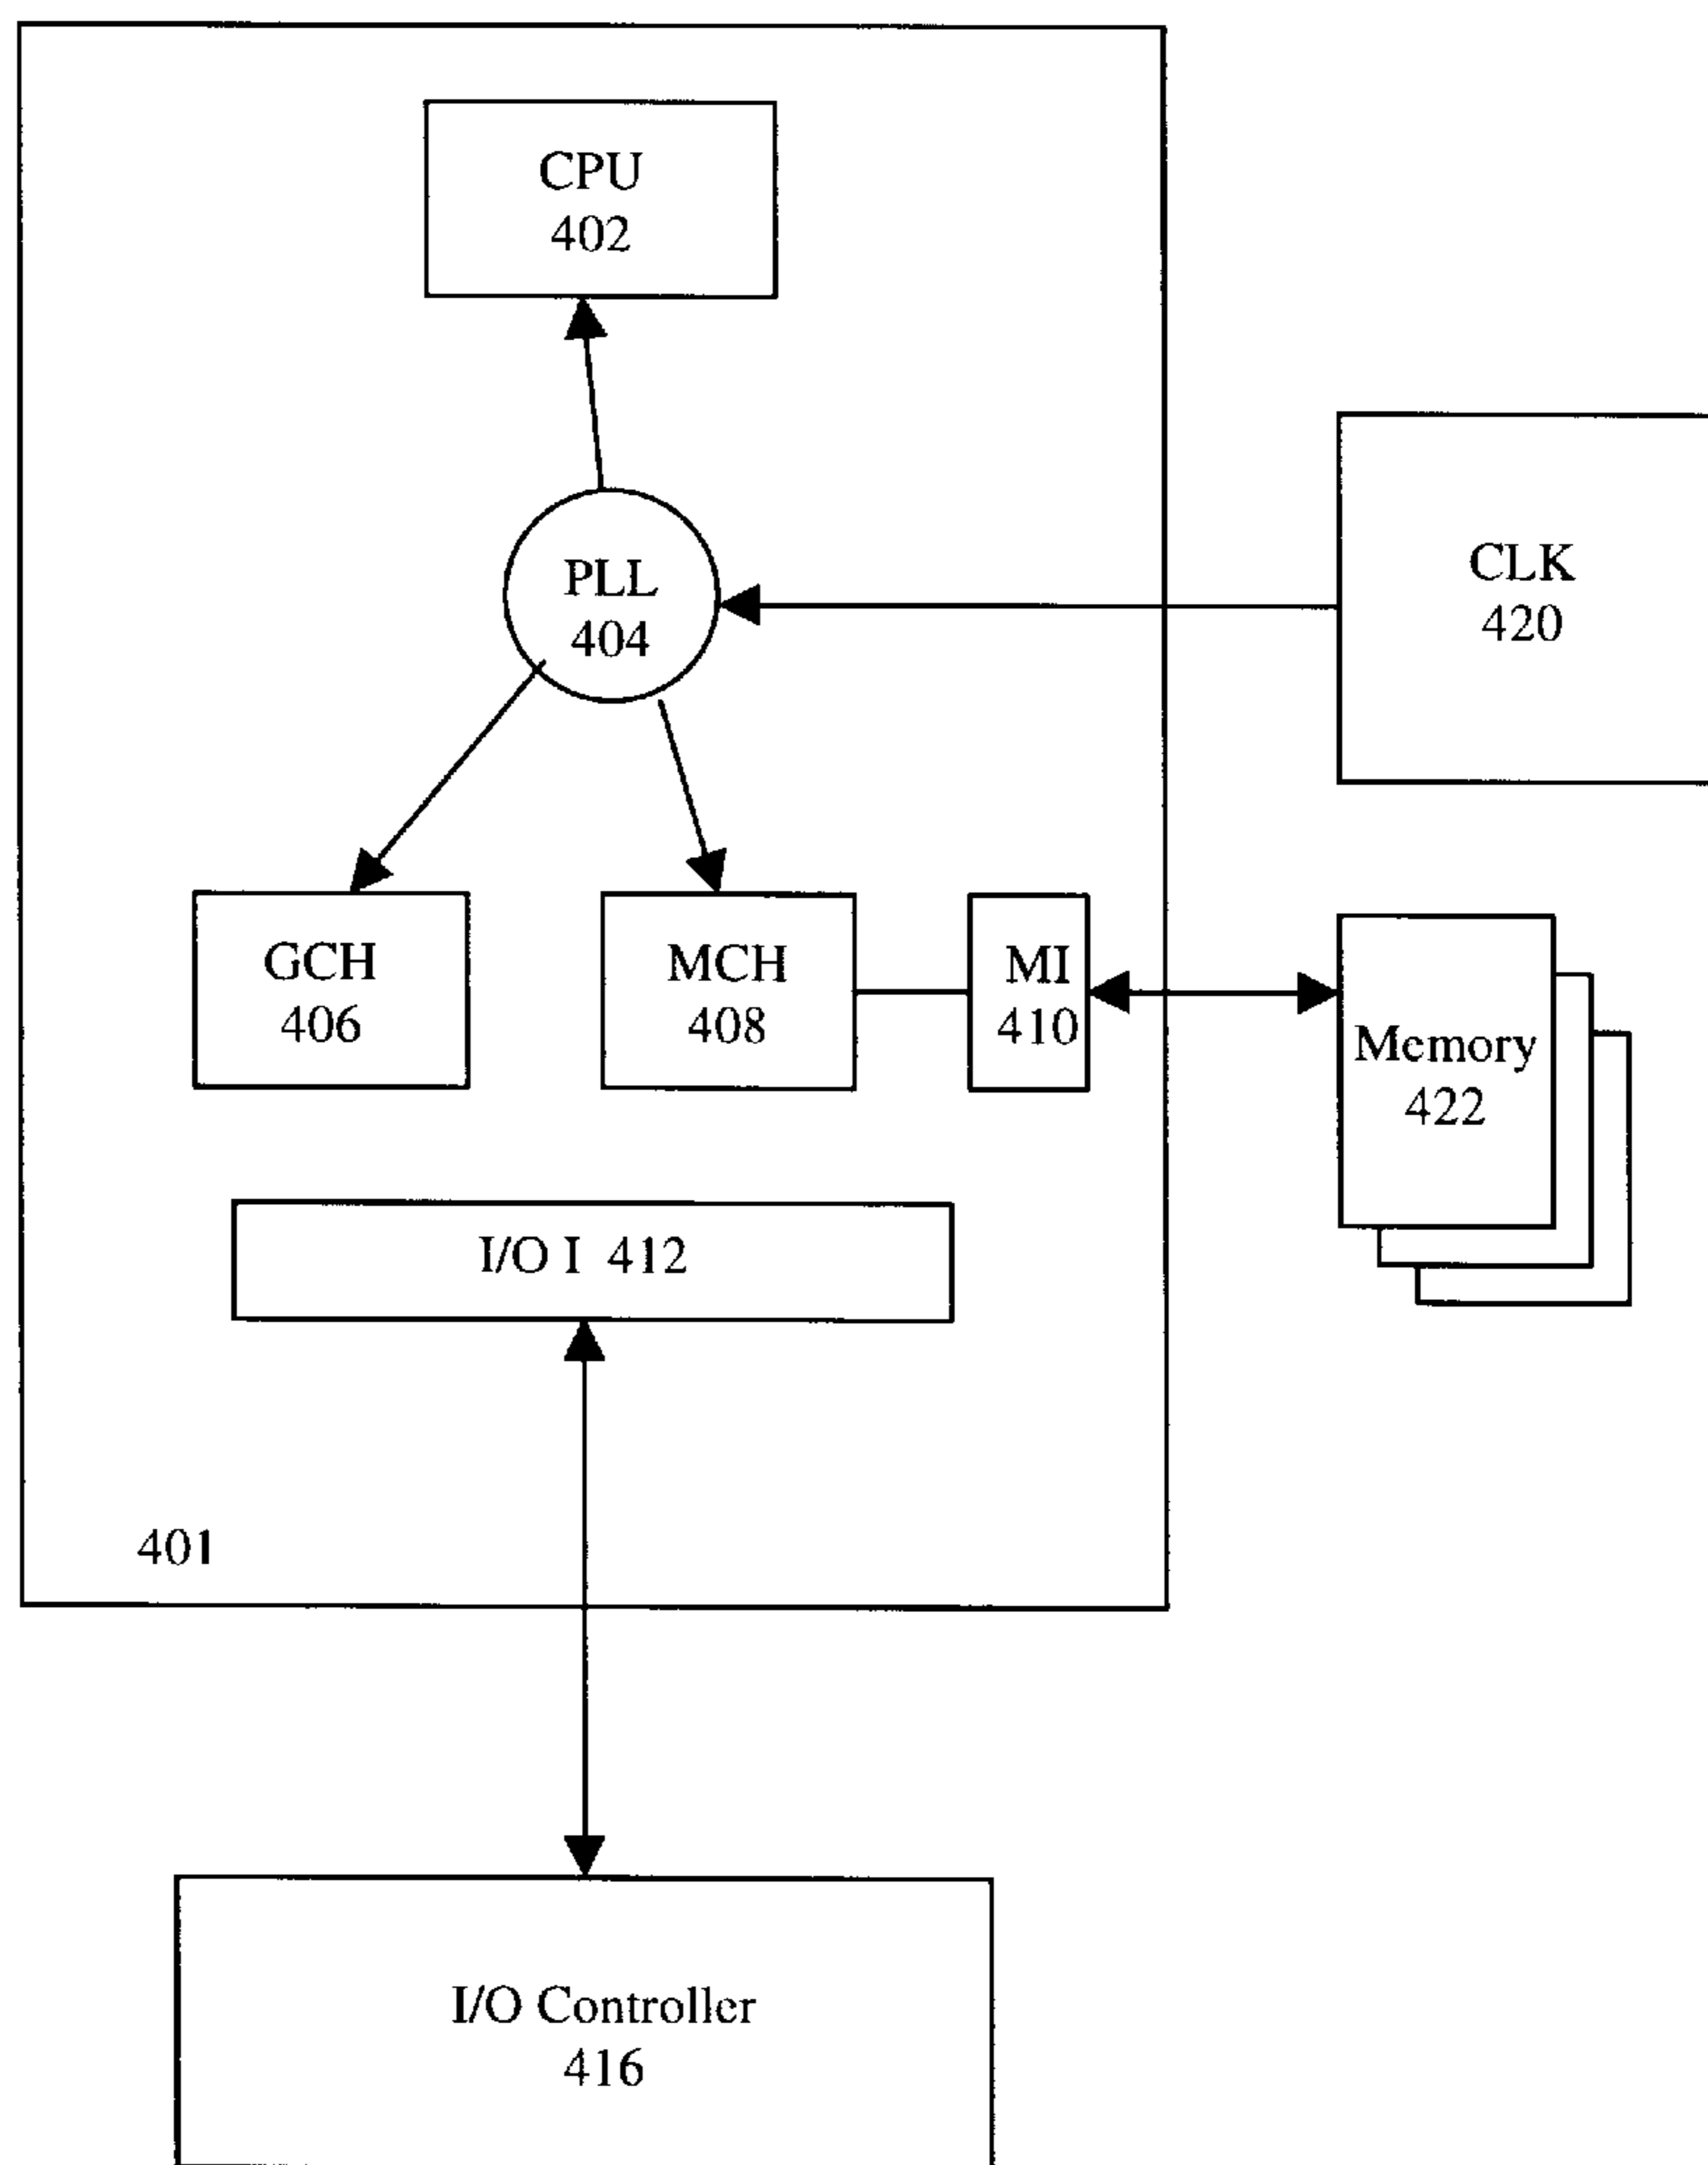 CPU
402
PLL
404
CLK
420
GCH
406
MCH
408
MI
410
Memory
422
I/O I 412
401
I/O Controller
416